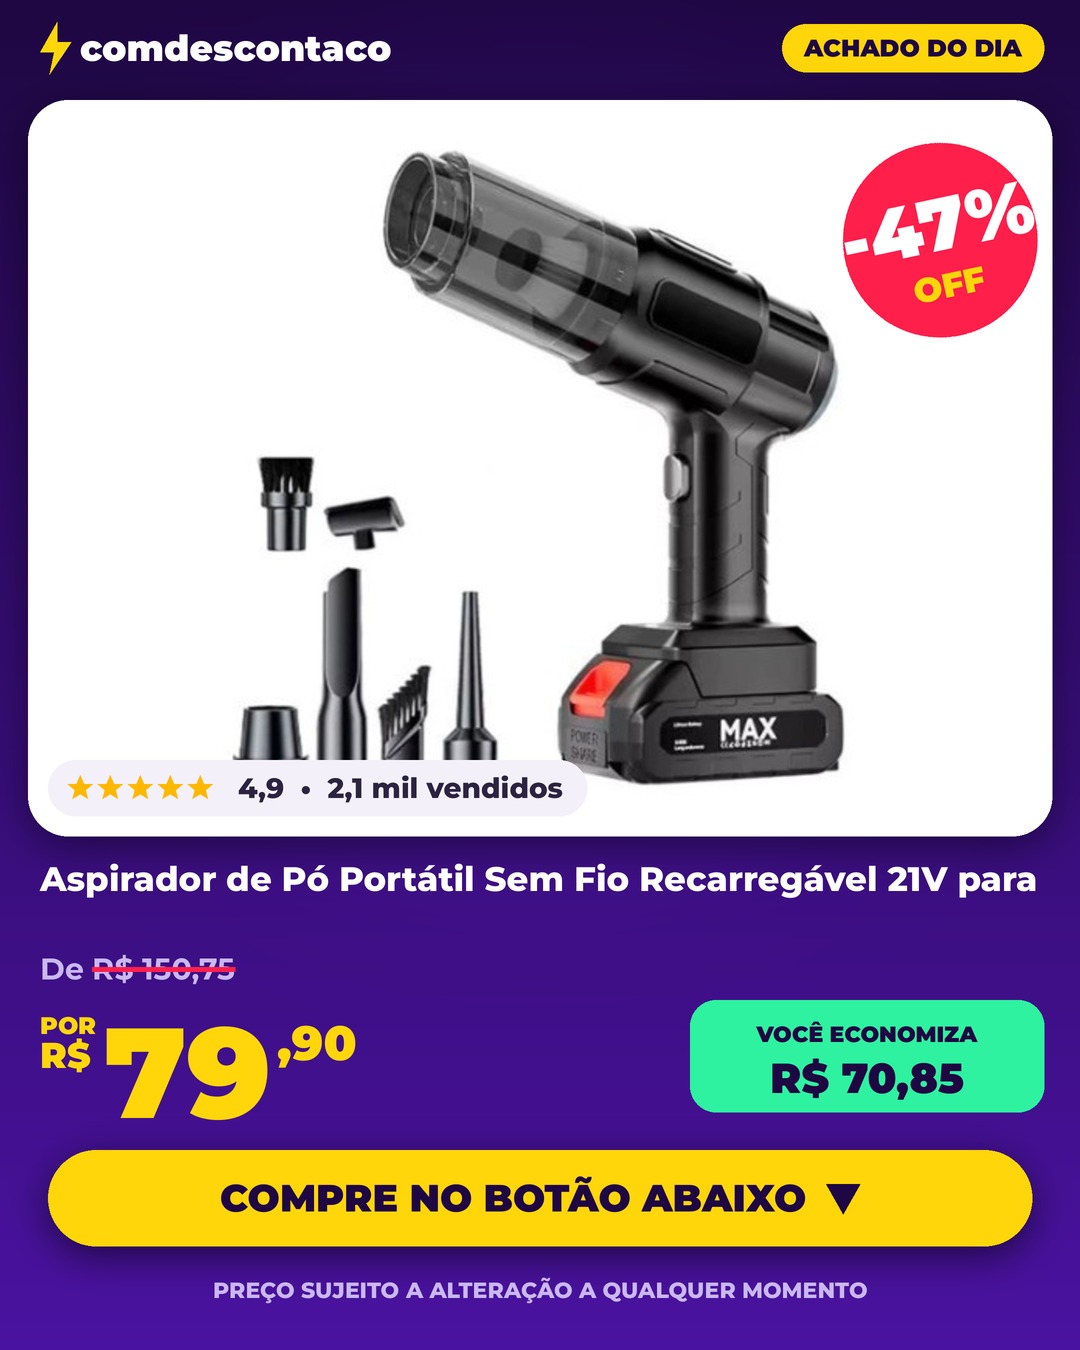 comdescontaco
ACHADO DO DIA
-47%
OFF
POWER
SHARE
MAX
4,9 • 2,1 mil vendidos
Aspirador de Pó Portátil Sem Fio Recarregável 21V para
De R$ 150,75
POR
R$ 79,90
VOCÊ ECONOMIZA
R$ 70,85
COMPRE NO BOTÃO ABAIXO ▼
PREÇO SUJEITO A ALTERAÇÃO A QUALQUER MOMENTO